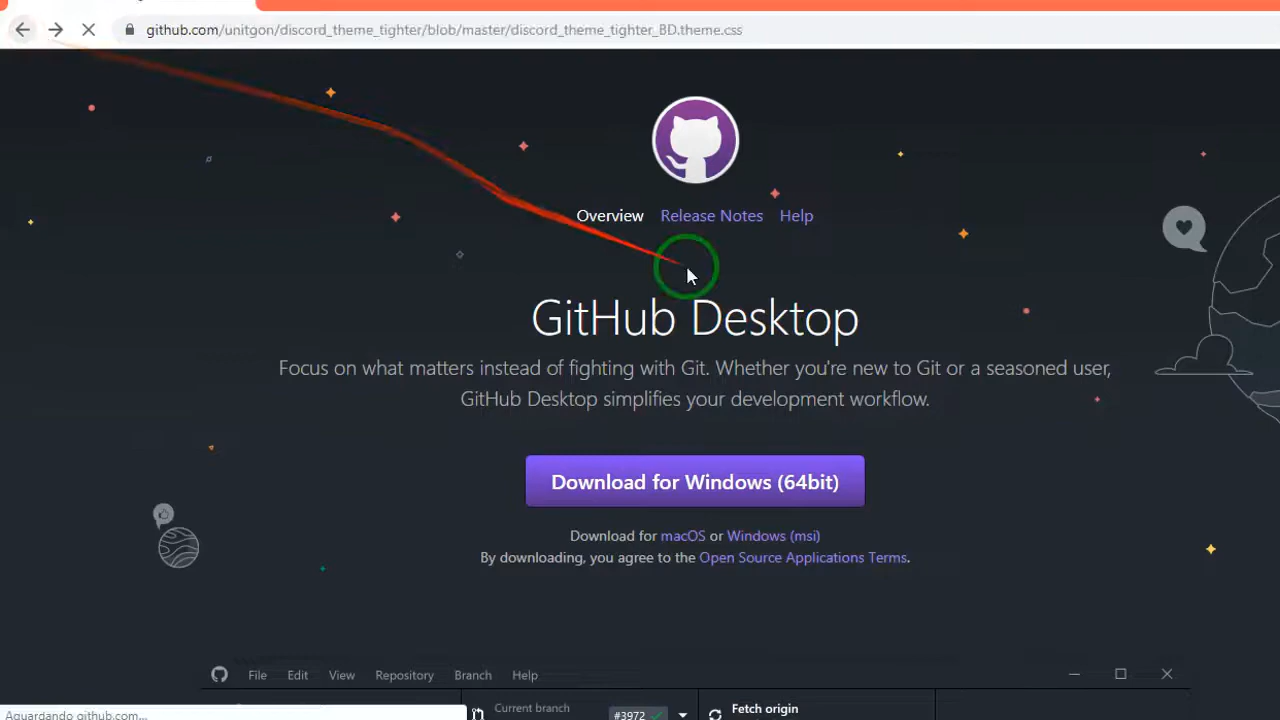 github.com/unitgon/discord_theme_tighter/blob/master/discord_theme_tighter_BD.theme.css
Overview Release Notes Help
GitHub Desktop
Focus on what matters instead of fighting with Git. Whether you're new to Git or a seasoned user,
GitHub Desktop simplifies your development workflow.
Download for Windows (64bit)
Download for macOS or Windows (msi)
By downloading, you agree to the Open Source Applications Terms.
File Edit View Repository Branch Help
Current branch
#3972
Fetch origin
Aguardando github.com...